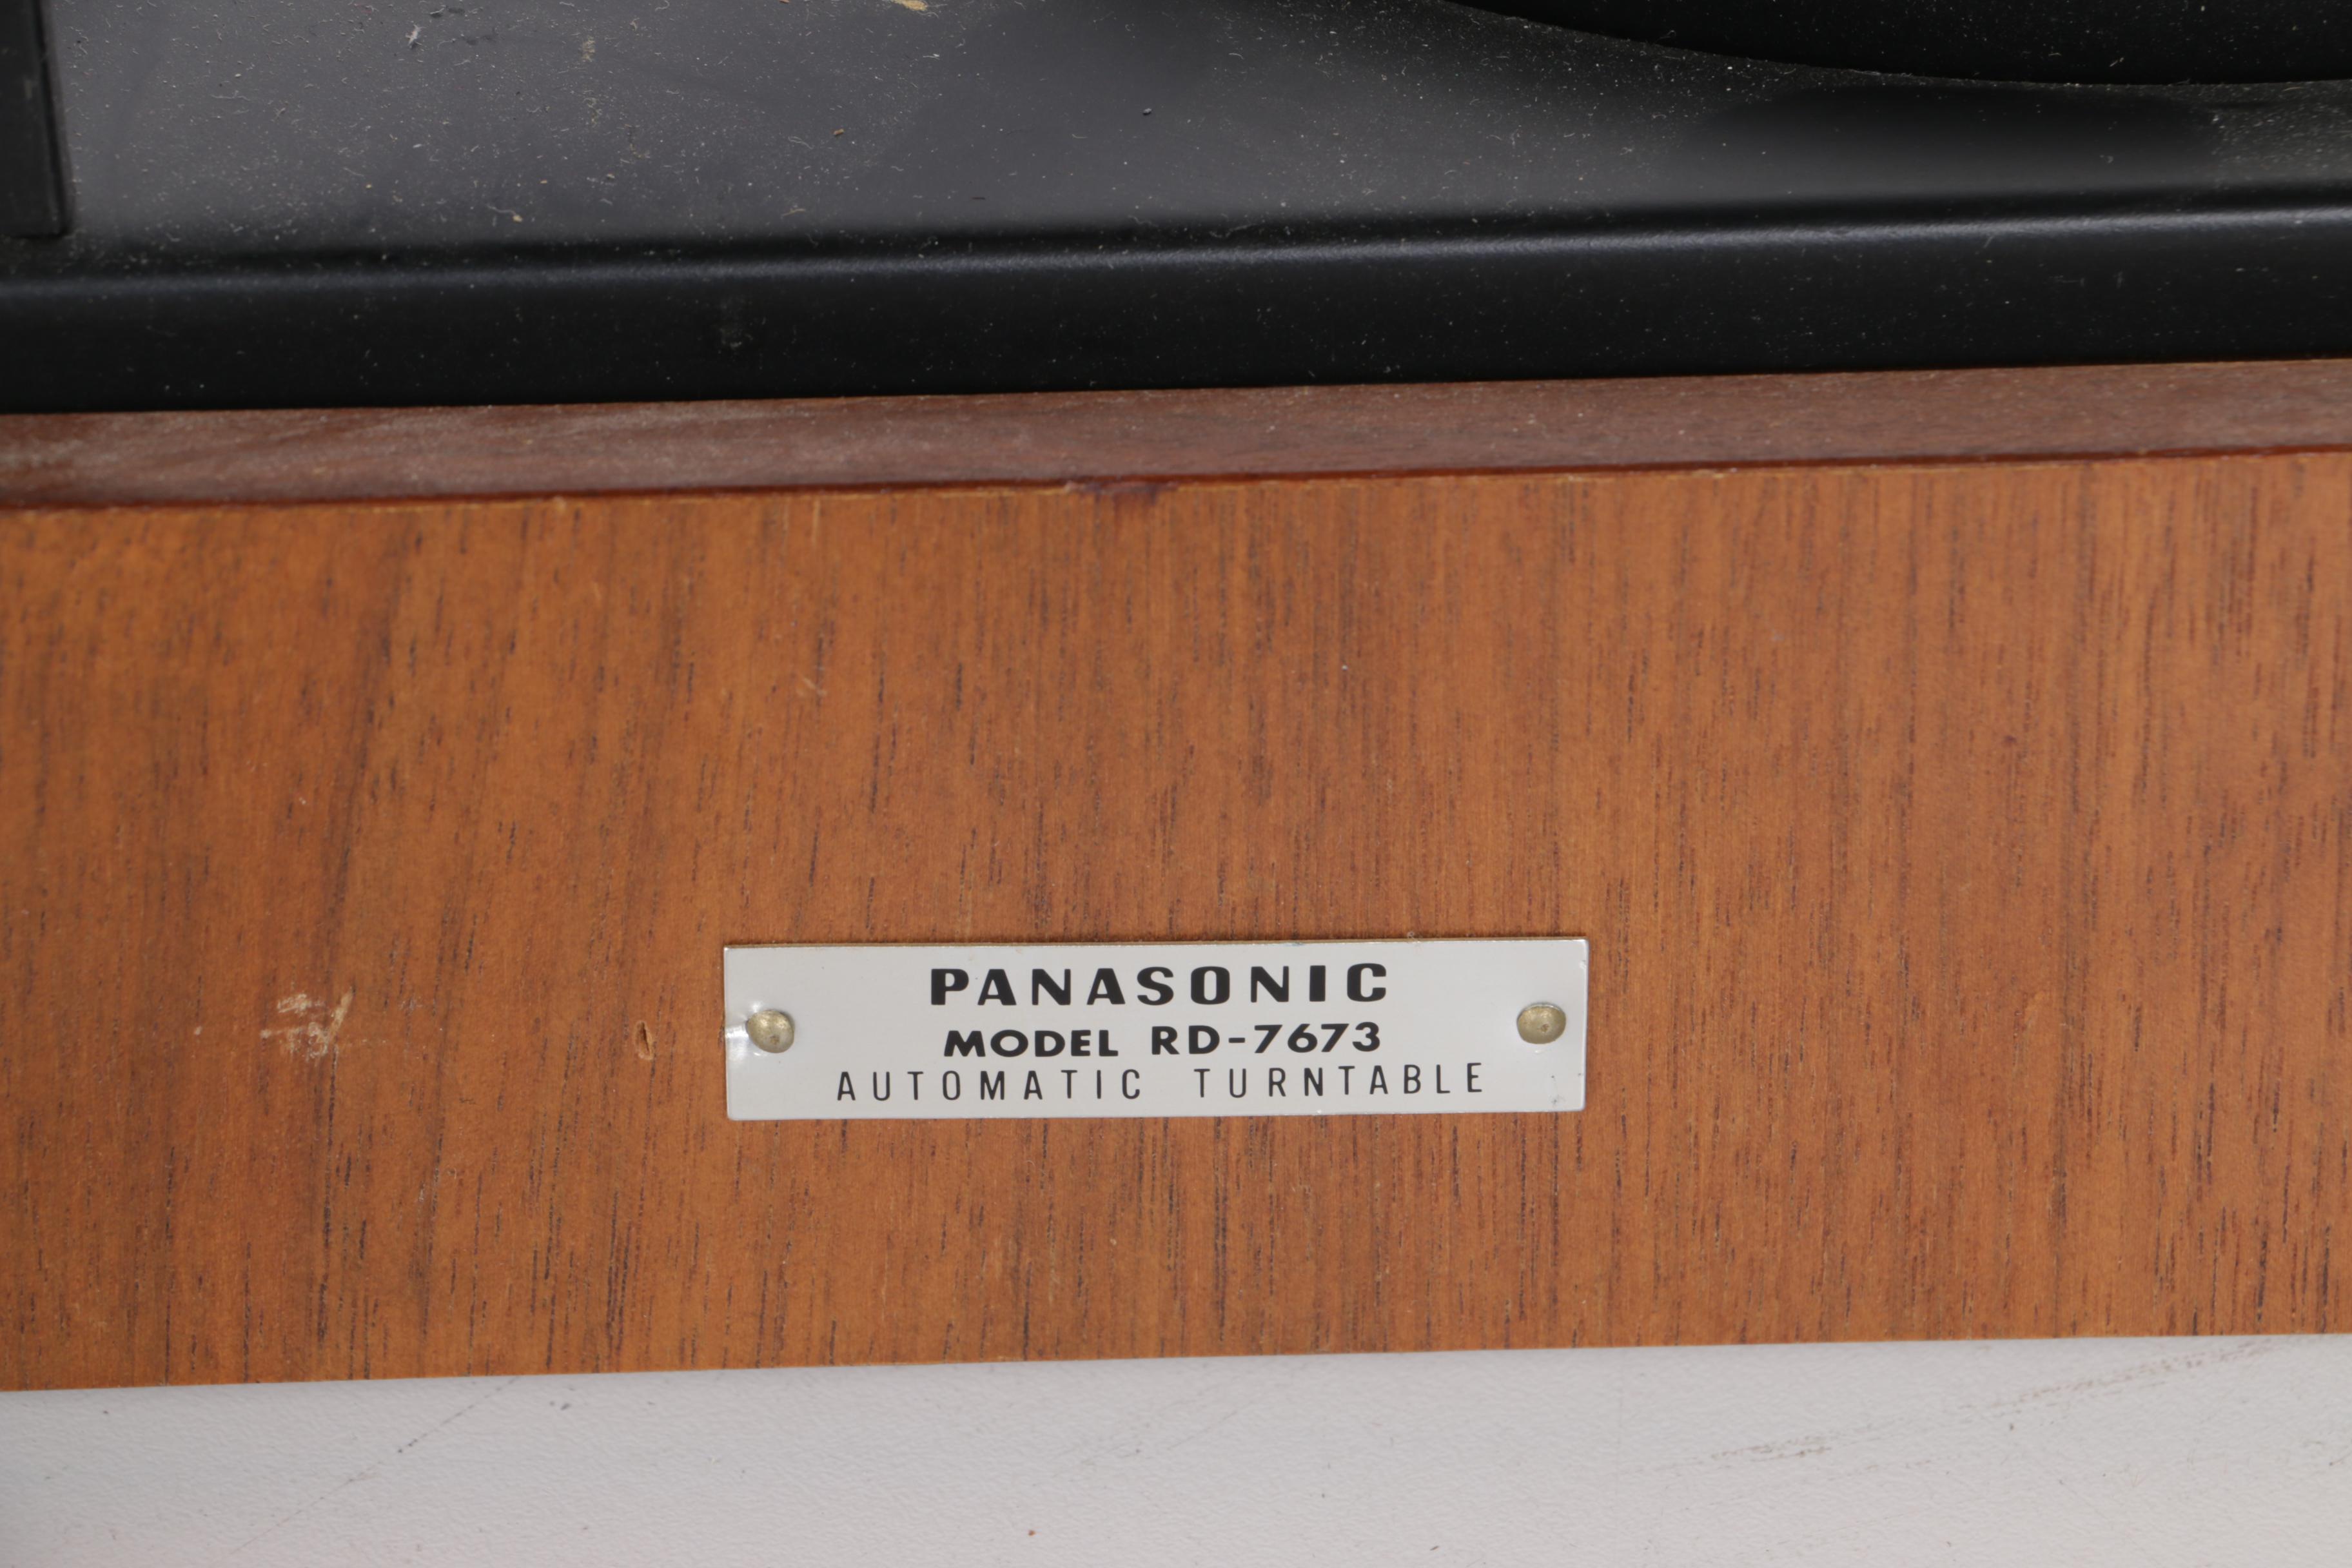 PANASONIC
MODEL RD-7673
AUTOMATIC TURNTABLE